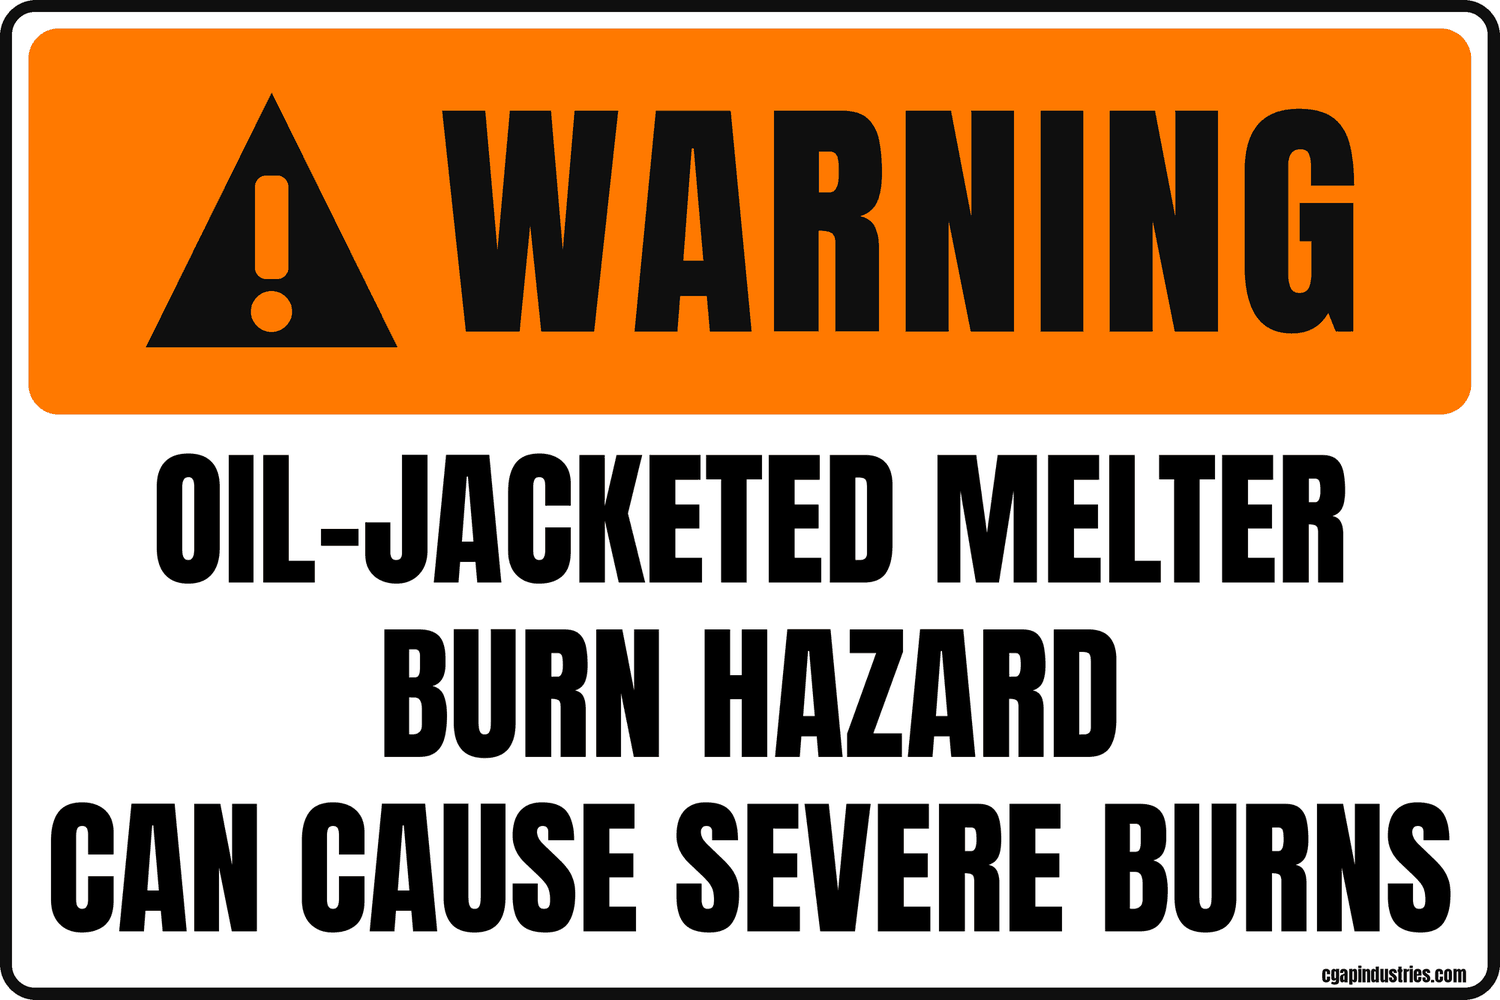 WARNING
OIL-JACKETED MELTER
BURN HAZARD
CAN CAUSE SEVERE BURNS
cgapindustries.com